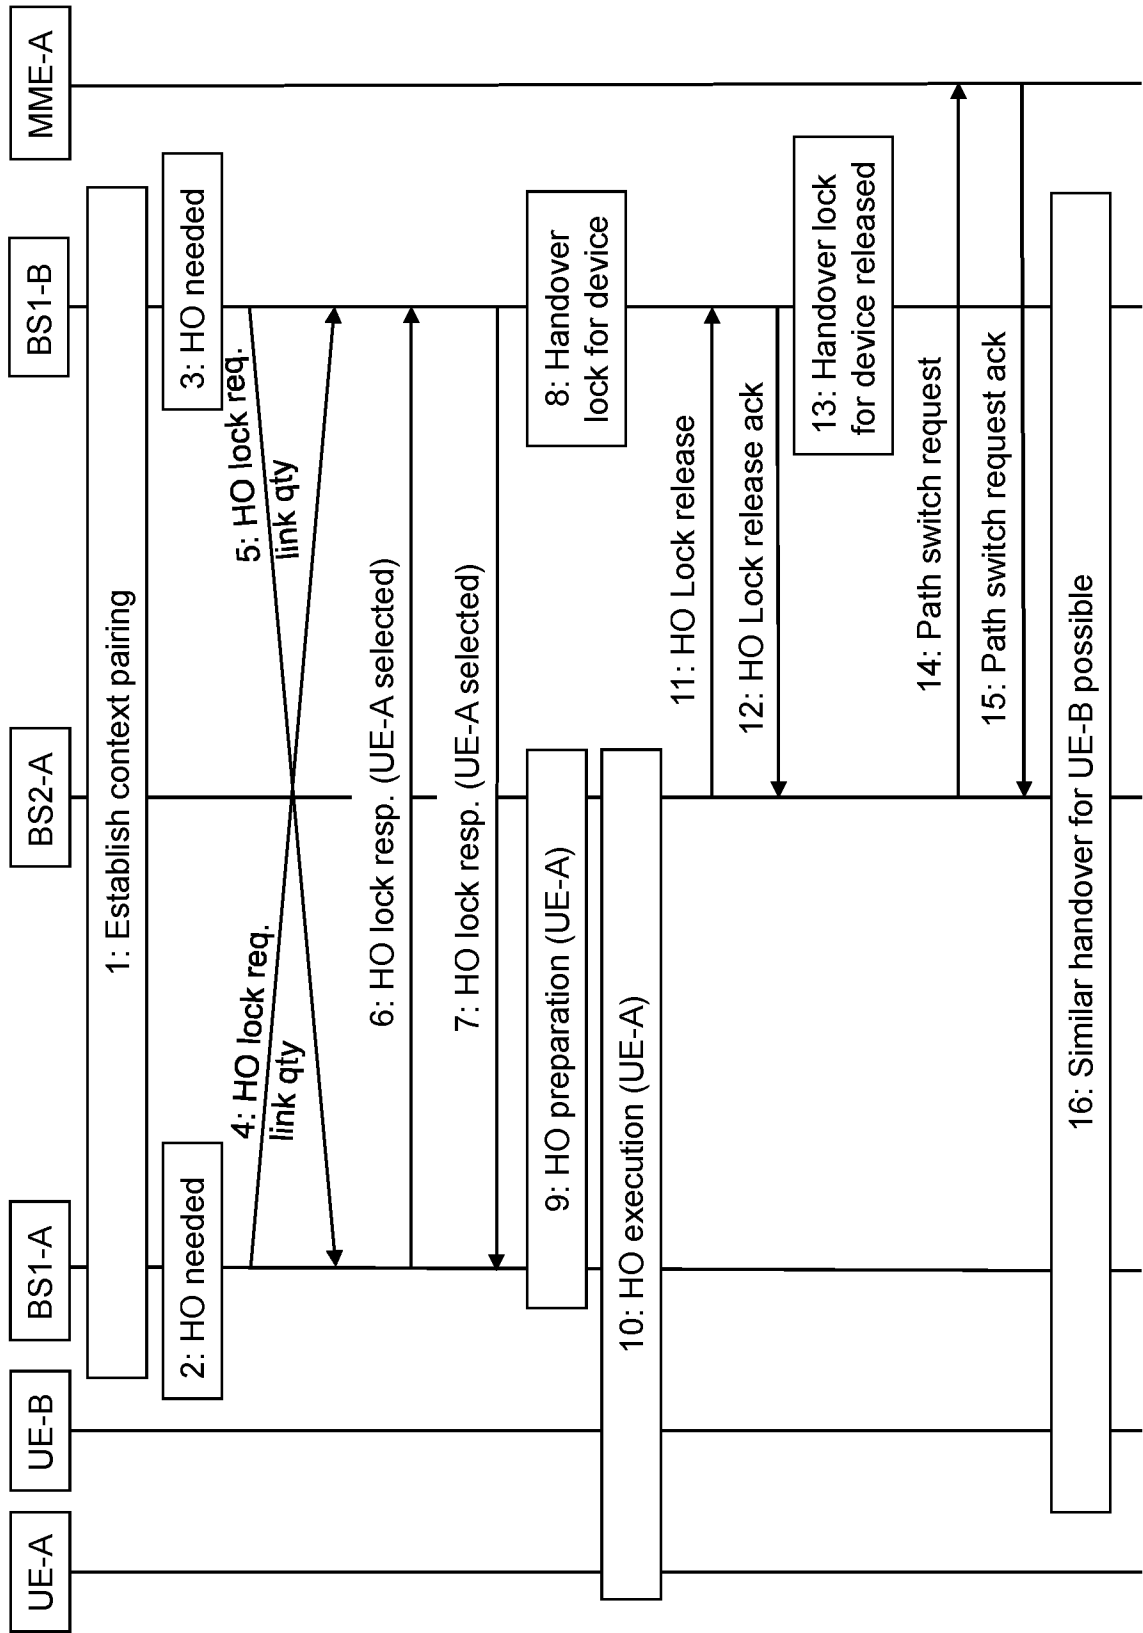 UE-A
UE-B
BS1-A
BS2-A
BS1-B
MME-A
1: Establish context pairing
2: HO needed
3: HO needed
4: HO lock req.
link qty
5: HO lock req.
link qty
6: HO lock resp. (UE-A selected)
7: HO lock resp. (UE-A selected)
8: Handover
lock for device
9: HO preparation (UE-A)
10: HO execution (UE-A)
11: HO Lock release
12: HO Lock release ack
13: Handover lock
for device released
14: Path switch request
15: Path switch request ack
16: Similar handover for UE-B possible